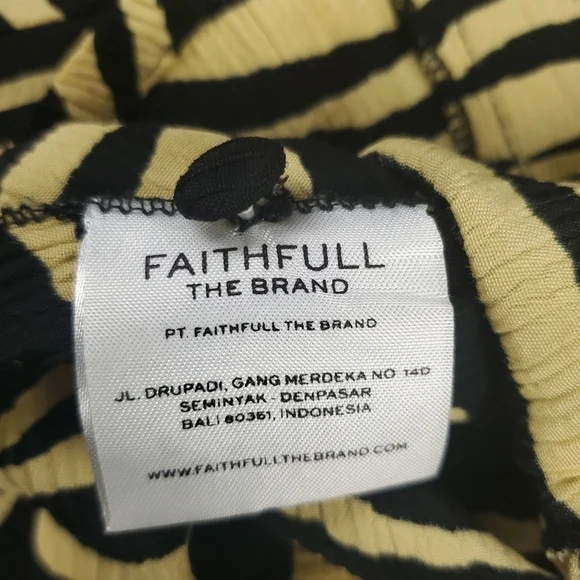 FAITHFULL
THE BRAND
PT. FAITHFULL THE BRAND
JL. DRUPADI, GANG MERDEKA NO 14D
SEMINYAK - DENPASAR
BALI 80361, INDONESIA
WWW.FAITHFULLTHEBRAND.COM